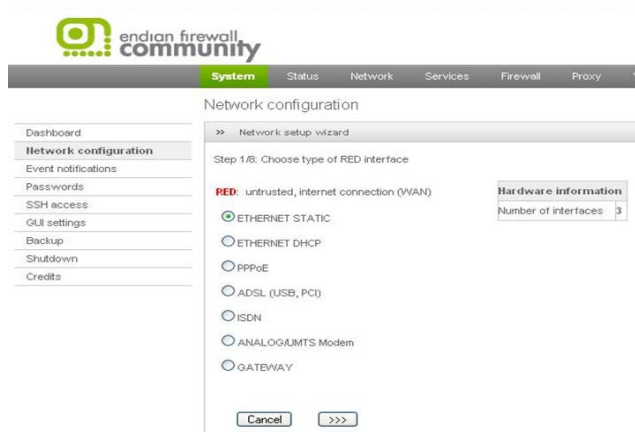 endian firewall
community
System Status Network Services Firewall Proxy
Network configuration
Dashboard
Network configuration
Event notifications
Passwords
SSH access
GUI settings
Backup
Shutdown
Credits
>> Network setup wizard
Step 1/8: Choose type of RED interface
RED: untrusted, internet connection (WAN)
ETHERNET STATIC
ETHERNET DHCP
PPPoE
ADSL (USB, PCI)
ISDN
ANALOG/UMTS Modem
GATEWAY
Hardware information
Number of interfaces 3
Cancel >>>